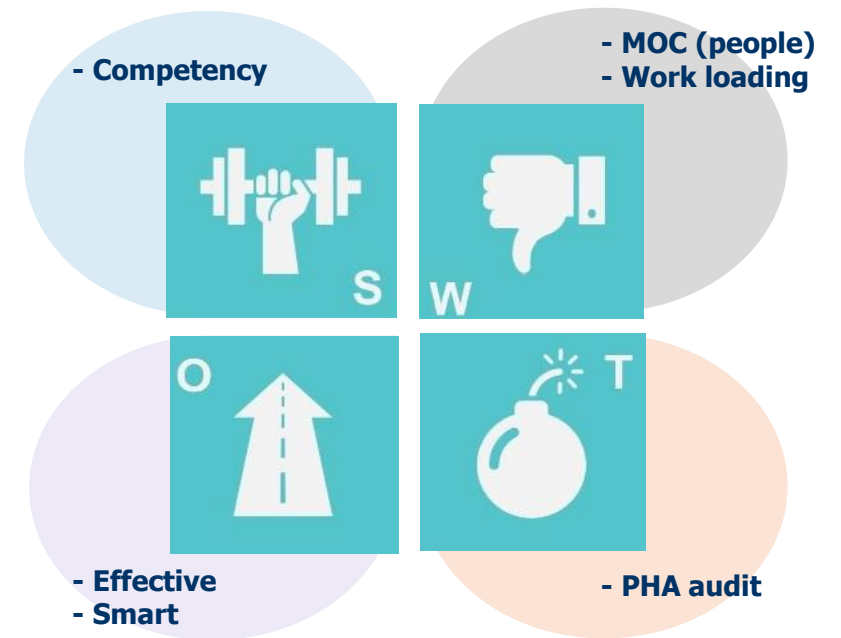 - Competency
- MOC (people)
- Work loading
S
W
O
T
- Effective
- Smart
- PHA audit